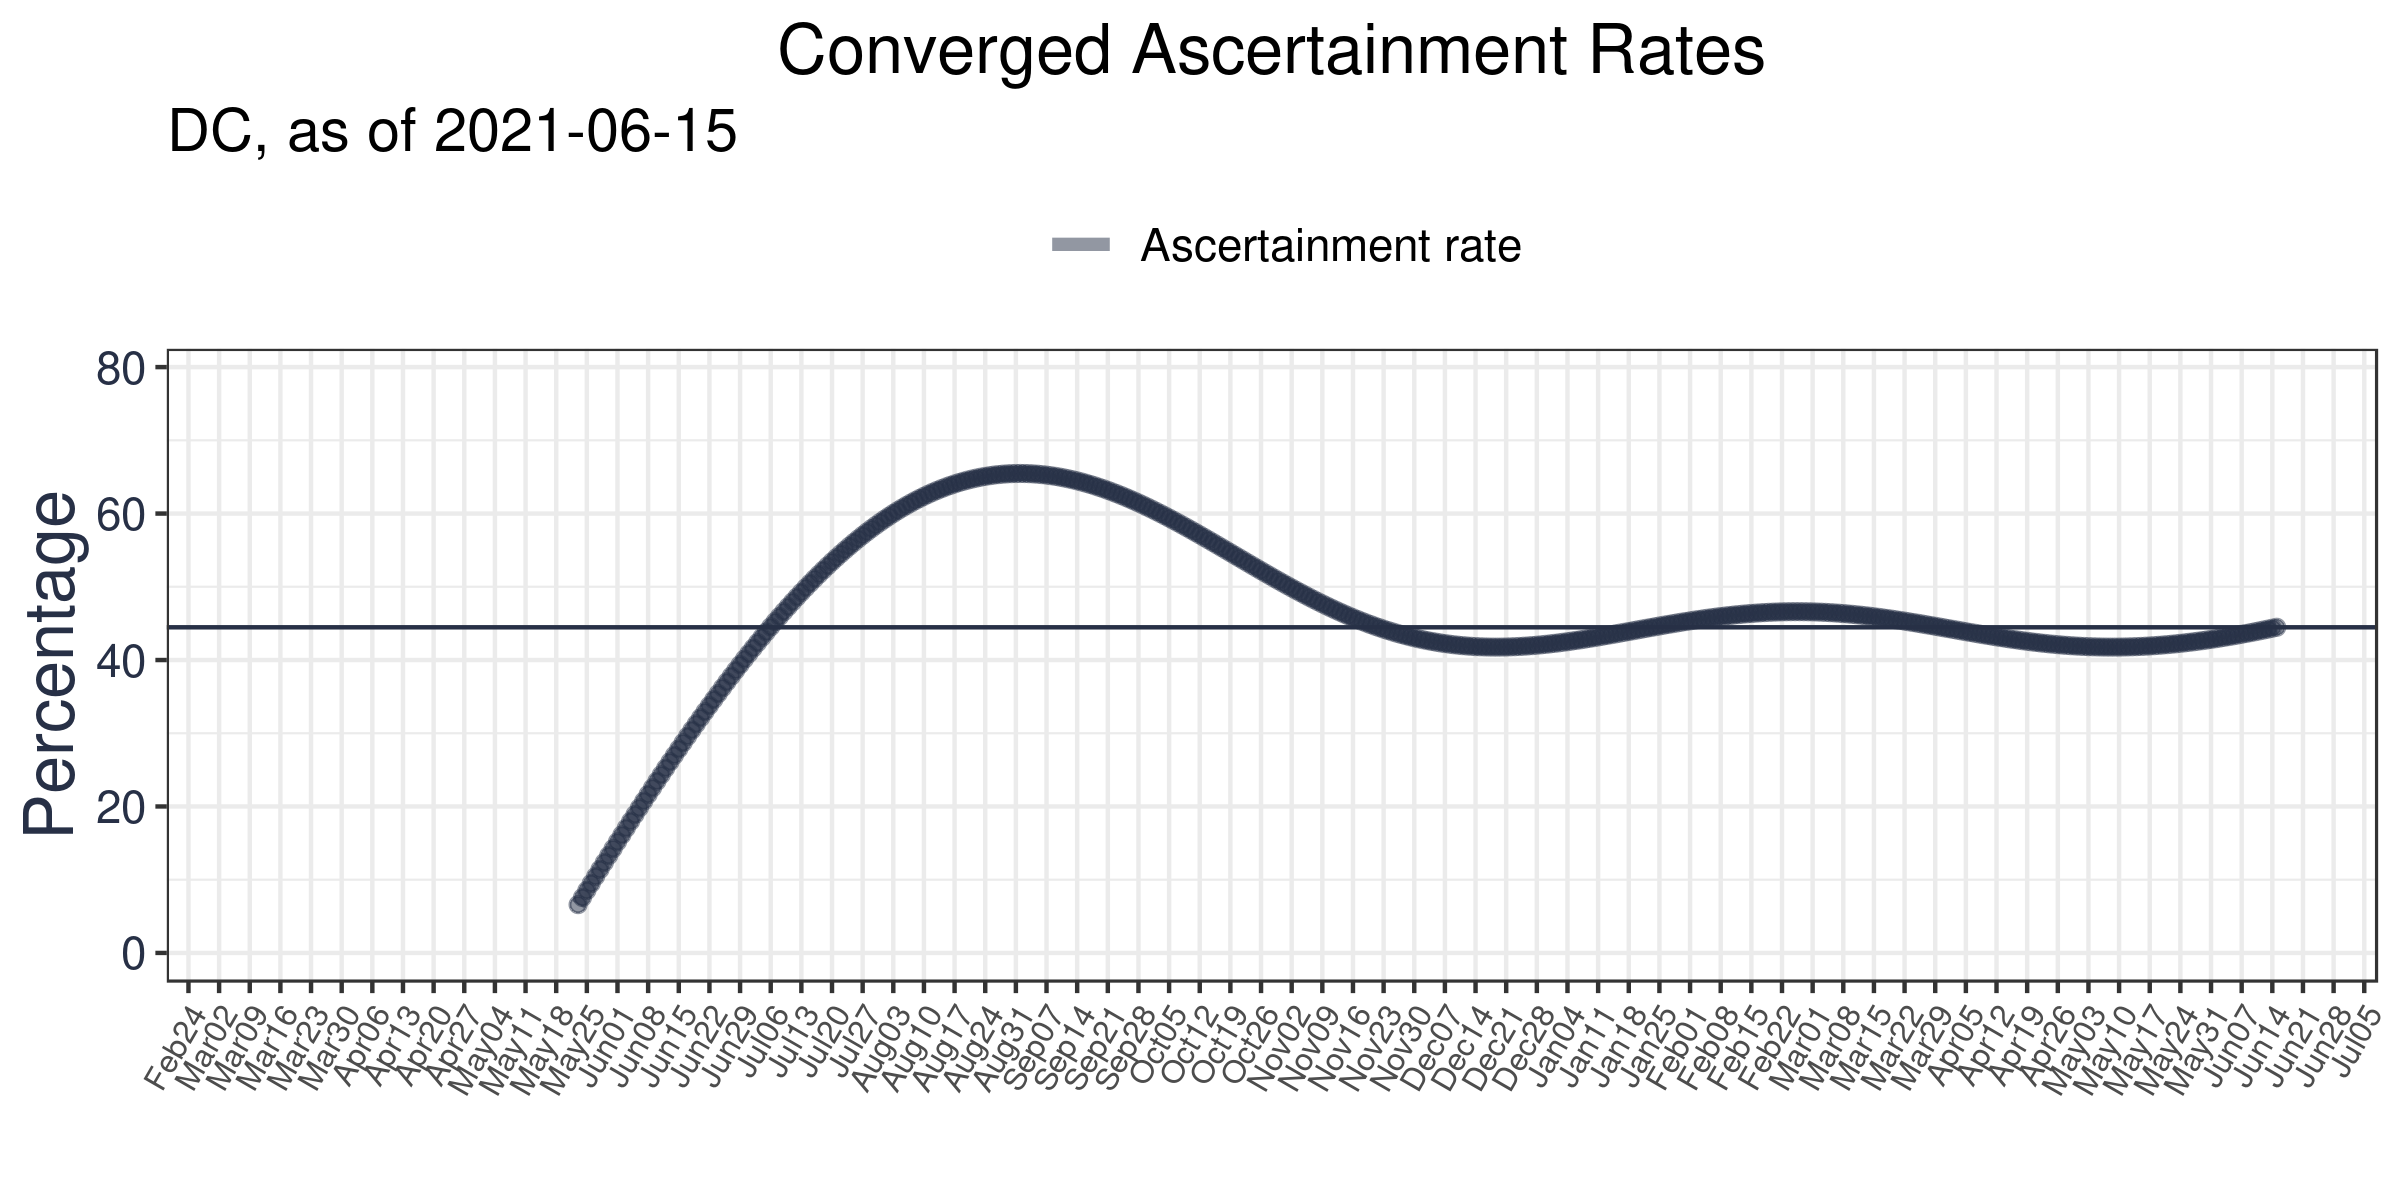 Converged Ascertainment Rates
DC, as of 2021-06-15
Ascertainment rate
Percentage
80
60
40
20
0
Feb24
Mar02
Mar09
Mar16
Mar23
Mar30
Apr06
Apr13
Apr20
Apr27
May04
May11
May18
May25
Jun01
Jun08
Jun15
Jun22
Jun29
Jul06
Jul13
Jul20
Jul27
Aug03
Aug10
Aug17
Aug24
Aug31
Sep07
Sep14
Sep21
Sep28
Oct05
Oct12
Oct19
Oct26
Nov02
Nov09
Nov16
Nov23
Nov30
Dec07
Dec14
Dec21
Dec28
Jan04
Jan11
Jan18
Jan25
Feb01
Feb08
Feb15
Feb22
Mar01
Mar08
Mar15
Mar22
Mar29
Apr05
Apr12
Apr19
Apr26
May03
May10
May17
May24
May31
Jun07
Jun14
Jun21
Jun28
Jul05